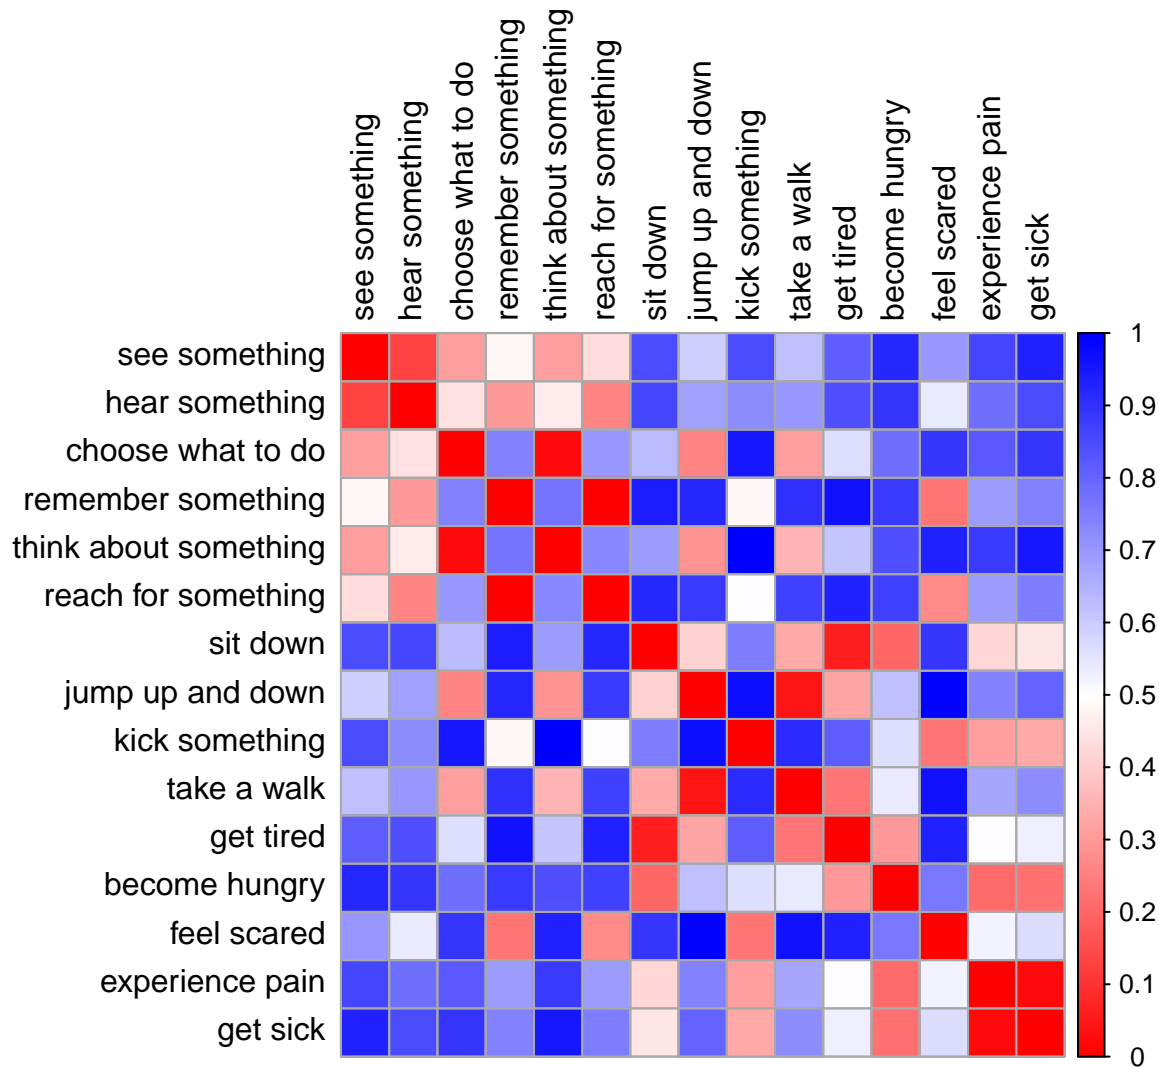 see something
hear something
choose what to do
remember something
think about something
reach for something
sit down
jump up and down
kick something
take a walk
get tired
become hungry
feel scared
experience pain
get sick
see something
hear something
choose what to do
remember something
think about something
reach for something
sit down
jump up and down
kick something
take a walk
get tired
become hungry
feel scared
experience pain
get sick
1
0.9
0.8
0.7
0.6
0.5
0.4
0.3
0.2
0.1
0